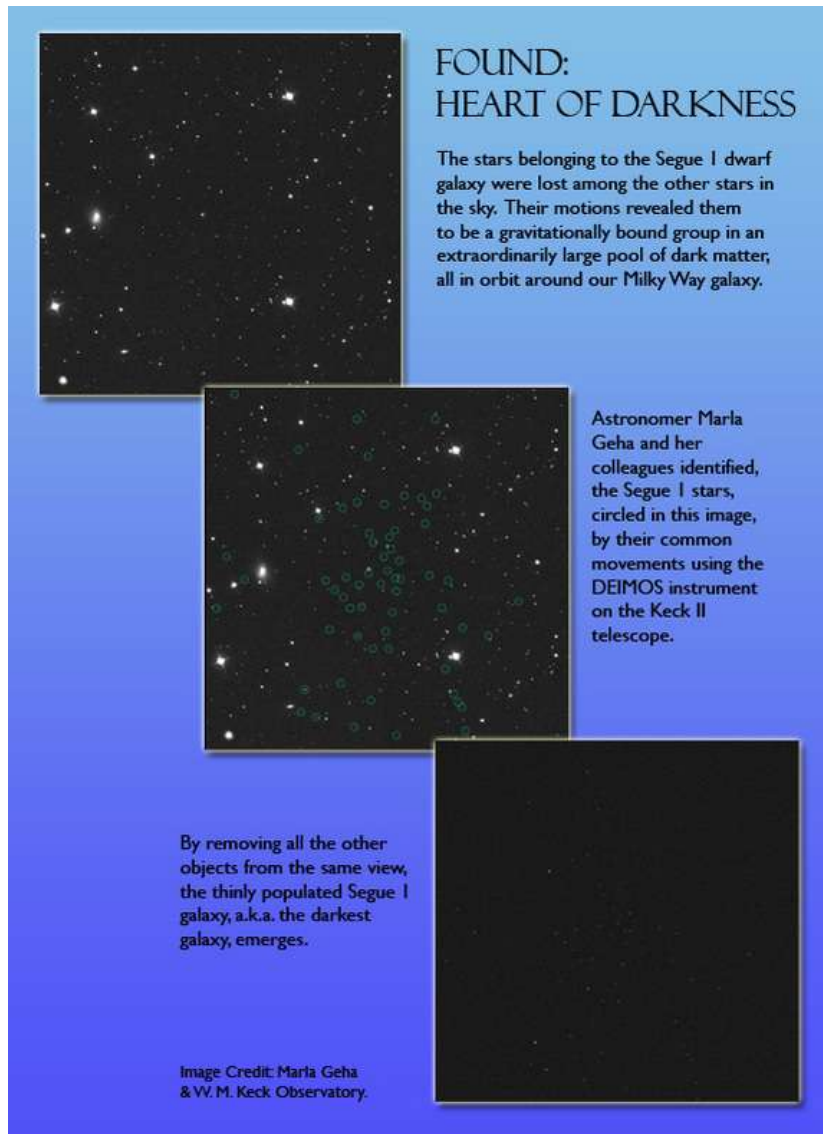 FOUND:
HEART OF DARKNESS
The stars belonging to the Segue 1 dwarf
galaxy were lost among the other stars in
the sky. Their motions revealed them
to be a gravitationally bound group in an
extraordinarily large pool of dark matter,
all in orbit around our Milky Way galaxy.
Astronomer Marla
Geha and her
colleagues identified,
the Segue 1 stars,
circled in this image,
by their common
movements using the
DEIMOS instrument
on the Keck II
telescope.
By removing all the other
objects from the same view,
the thinly populated Segue 1
galaxy, a.k.a. the darkest
galaxy, emerges.
Image Credit: Marla Geha
& W. M. Keck Observatory.